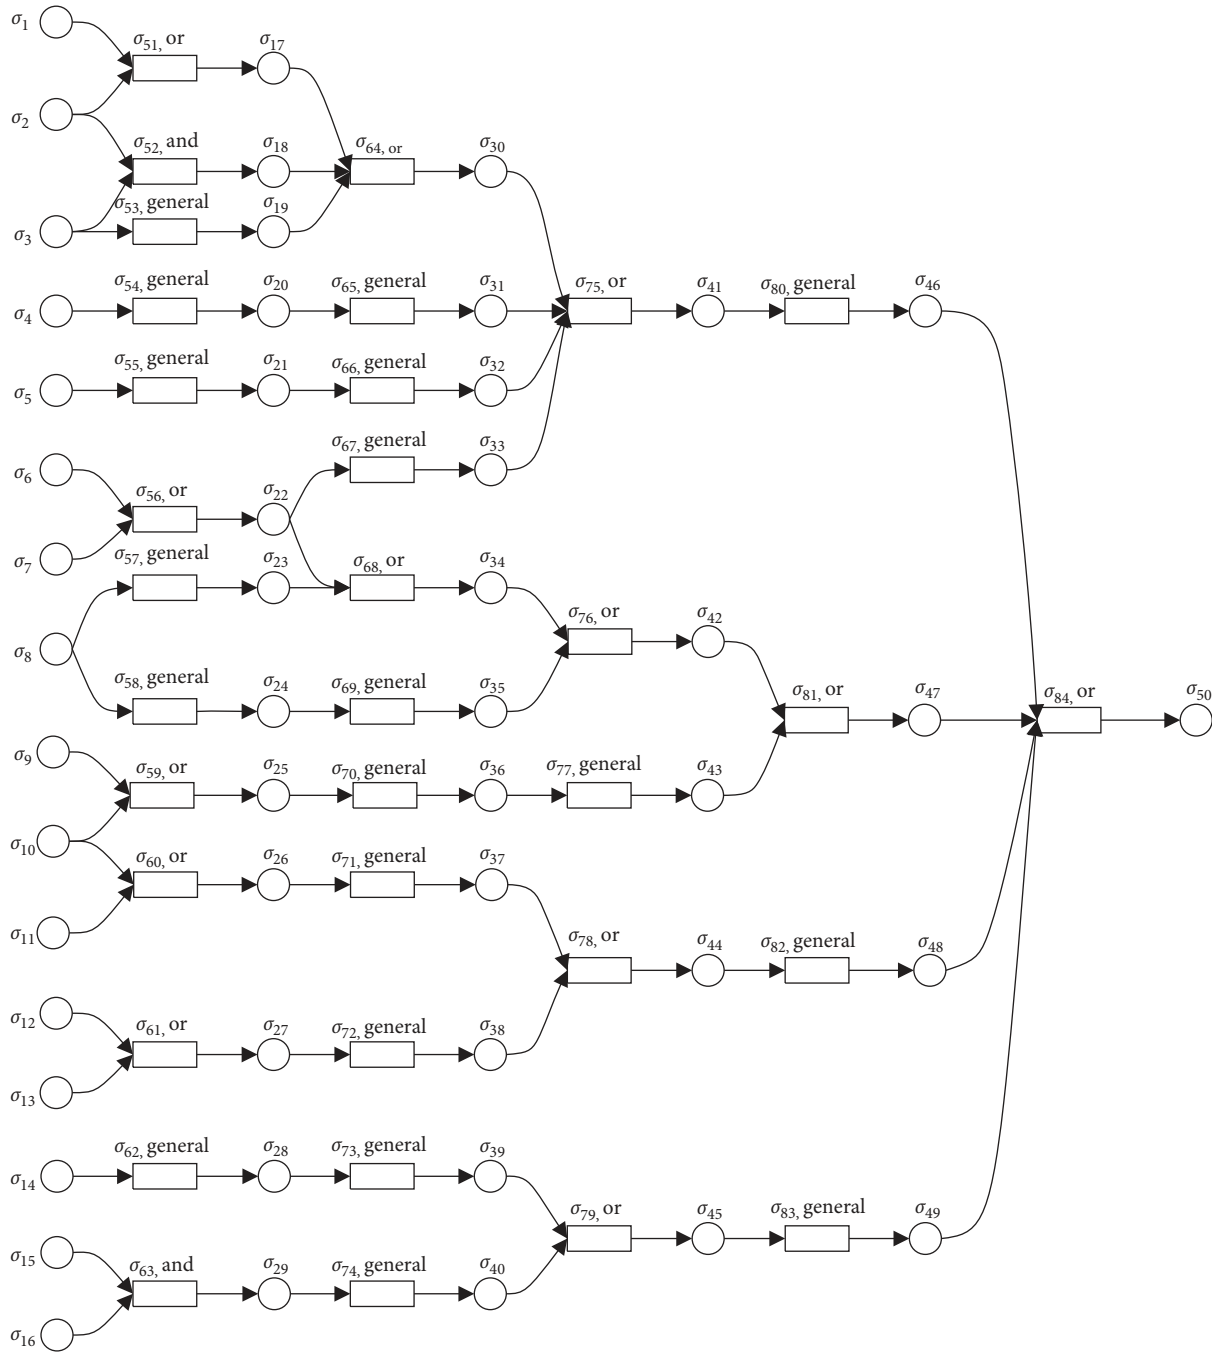 σ1
σ51, or
σ17
σ2
σ52, and
σ18
σ64, or
σ30
σ53, general
σ19
σ3
σ54, general
σ20
σ65, general
σ31
σ75, or
σ41
σ80, general
σ46
σ4
σ55, general
σ21
σ66, general
σ32
σ5
σ67, general
σ33
σ6
σ56, or
σ22
σ7
σ57, general
σ23
σ68, or
σ34
σ76, or
σ42
σ8
σ58, general
σ24
σ69, general
σ35
σ81, or
σ47
σ84, or
σ50
σ9
σ59, or
σ25
σ70, general
σ36
σ77, general
σ43
σ10
σ60, or
σ26
σ71, general
σ37
σ11
σ78, or
σ44
σ82, general
σ48
σ12
σ61, or
σ27
σ72, general
σ38
σ13
σ62, general
σ28
σ73, general
σ39
σ14
σ79, or
σ45
σ83, general
σ49
σ15
σ63, and
σ29
σ74, general
σ40
σ16